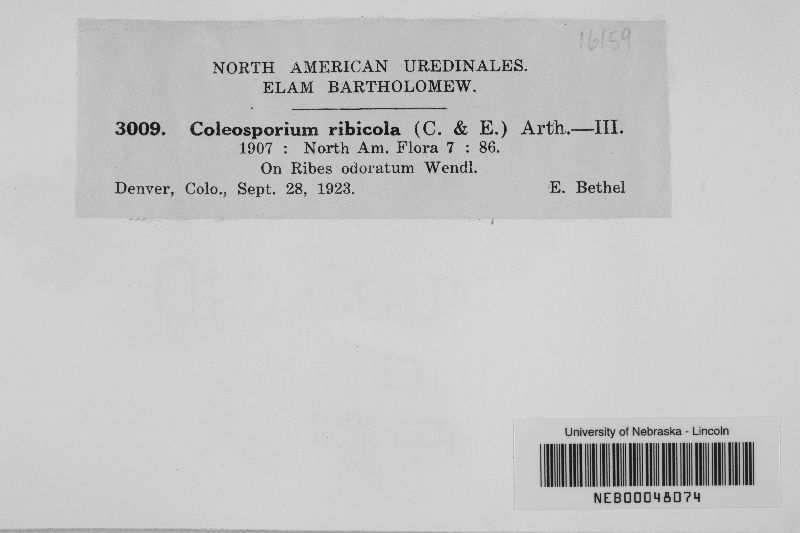 16159
NORTH AMERICAN UREDINALES.
ELAM BARTHOLOMEW.
3009. Coleosporium ribicola (C. & E.) Arth.—III.
1907 : North Am. Flora 7 : 86.
On Ribes odoratum Wendl.
Denver, Colo., Sept. 28, 1923. E. Bethel
University of Nebraska - Lincoln
NEB00048074